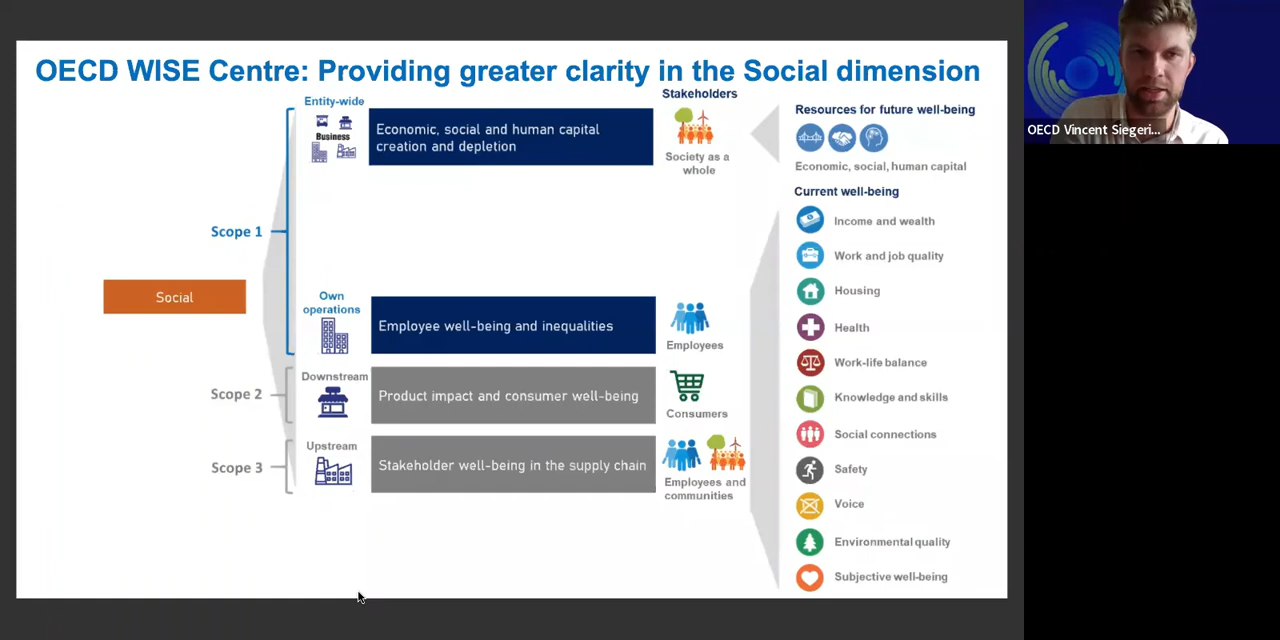 OECD WISE Centre: Providing greater clarity in the Social dimension
Entity-wide
Business
Economic, social and human capital
creation and depletion
Stakeholders
Society as a
whole
Resources for future well-being
Economic, social, human capital
Current well-being
Income and wealth
Work and job quality
Housing
Health
Work-life balance
Knowledge and skills
Social connections
Safety
Voice
Environmental quality
Subjective well-being
Scope 1
Social
Own
operations
Employee well-being and inequalities
Employees
Scope 2
Downstream
Product impact and consumer well-being
Consumers
Scope 3
Upstream
Stakeholder well-being in the supply chain
Employees and
communities
OECD Vincent Siegeri...